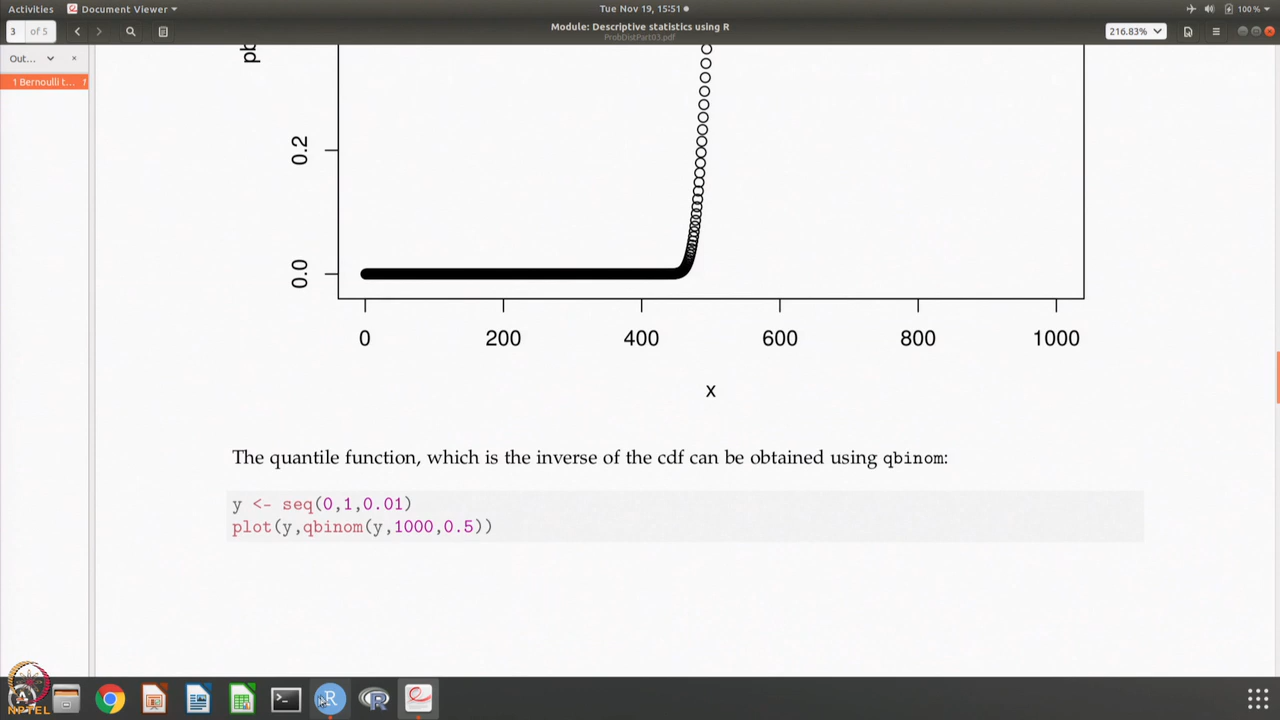 Activities
Document Viewer
Tue Nov 19, 15:51
100 %
3
of 5
Module: Descriptive statistics using R
ProbDistPart03.pdf
216.83%
Out...
1 Bernoulli t...
1
0.2
0.0
0
200
400
600
800
1000
x
The quantile function, which is the inverse of the cdf can be obtained using qbinom:
y <- seq(0,1,0.01)
plot(y,qbinom(y,1000,0.5))
NPTEL